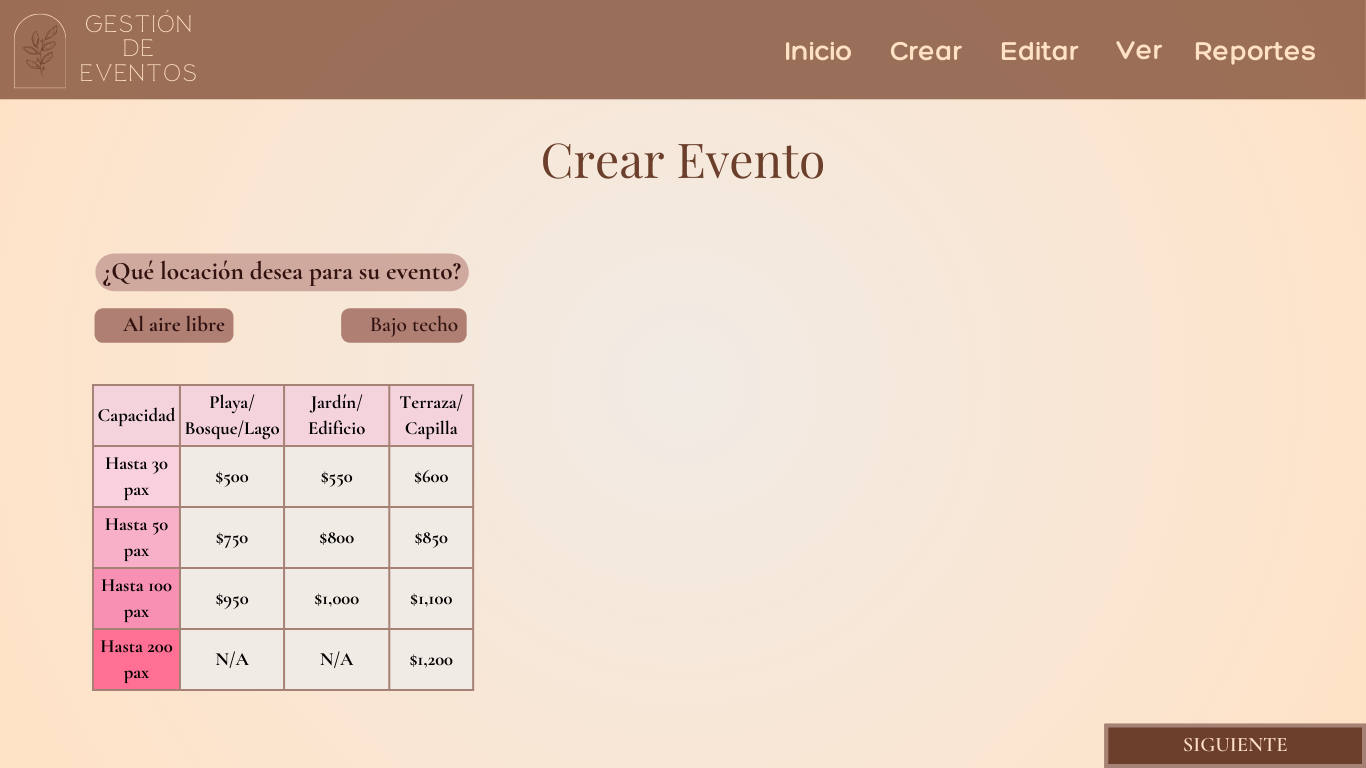 GESTIÓN
DE
EVENTOS
Inicio Crear Editar Ver Reportes
Crear Evento
¿Qué locación desea para su evento?
Al aire libre Bajo techo
Capacidad Playa/ Bosque/Lago Jardín/ Edificio Terraza/ Capilla
Hasta 30 pax $500 $550 $600
Hasta 50 pax $750 $800 $850
Hasta 100 pax $950 $1,000 $1,100
Hasta 200 pax N/A N/A $1,200
SIGUIENTE